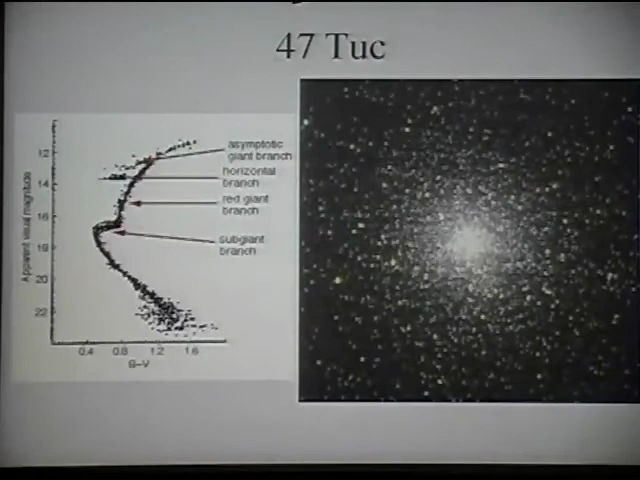 47 Tuc
asymptotic
giant branch
horizontal
branch
red giant
branch
subgiant
branch
Apparent visual magnitude
12
14
16
18
20
22
0.4 0.8 1.2 1.6
B–V